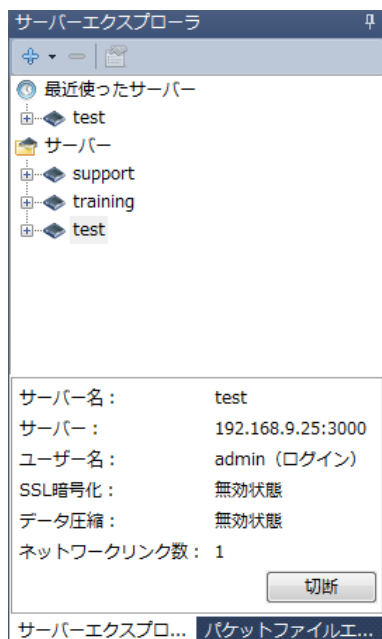 サーバーエクスプローラ
最近使ったサーバー
test
サーバー
support
training
test
サーバー名： test
サーバー： 192.168.9.25:3000
ユーザー名： admin（ログイン）
SSL暗号化： 無効状態
データ圧縮： 無効状態
ネットワークリンク数： 1
切断
サーバーエクスプロ... パケットファイルエ...